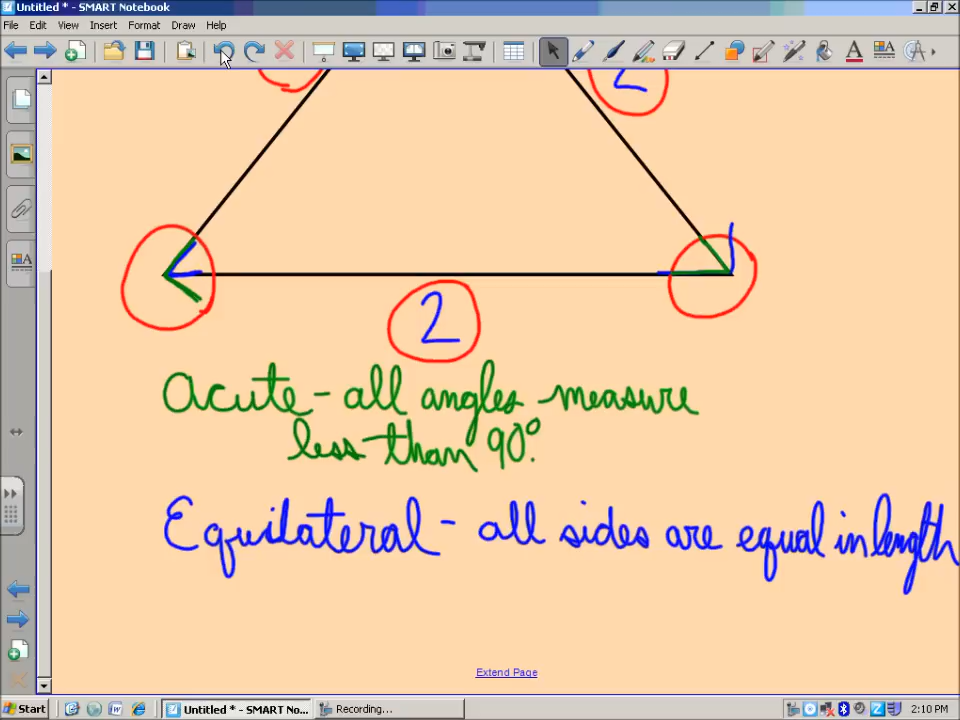 Untitled * - SMART Notebook
File Edit View Insert Format Draw Help
2
2
Acute - all angles measure
less than 90°.
Equilateral - all sides are equal in length
Extend Page
Start Untitled * - SMART No... Recording... 2:10 PM